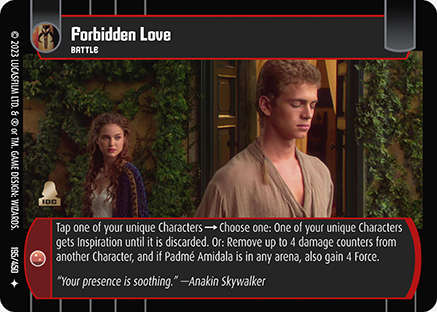 Forbidden Love
BATTLE
© 2023 LUCASFILM LTD. & ® or TM. GAME DESIGN: WIZARDS.
100
Tap one of your unique Characters → Choose one: One of your unique Characters
gets Inspiration until it is discarded. Or: Remove up to 4 damage counters from
another Character, and if Padmé Amidala is in any arena, also gain 4 Force.
“Your presence is soothing.” —Anakin Skywalker
185/450